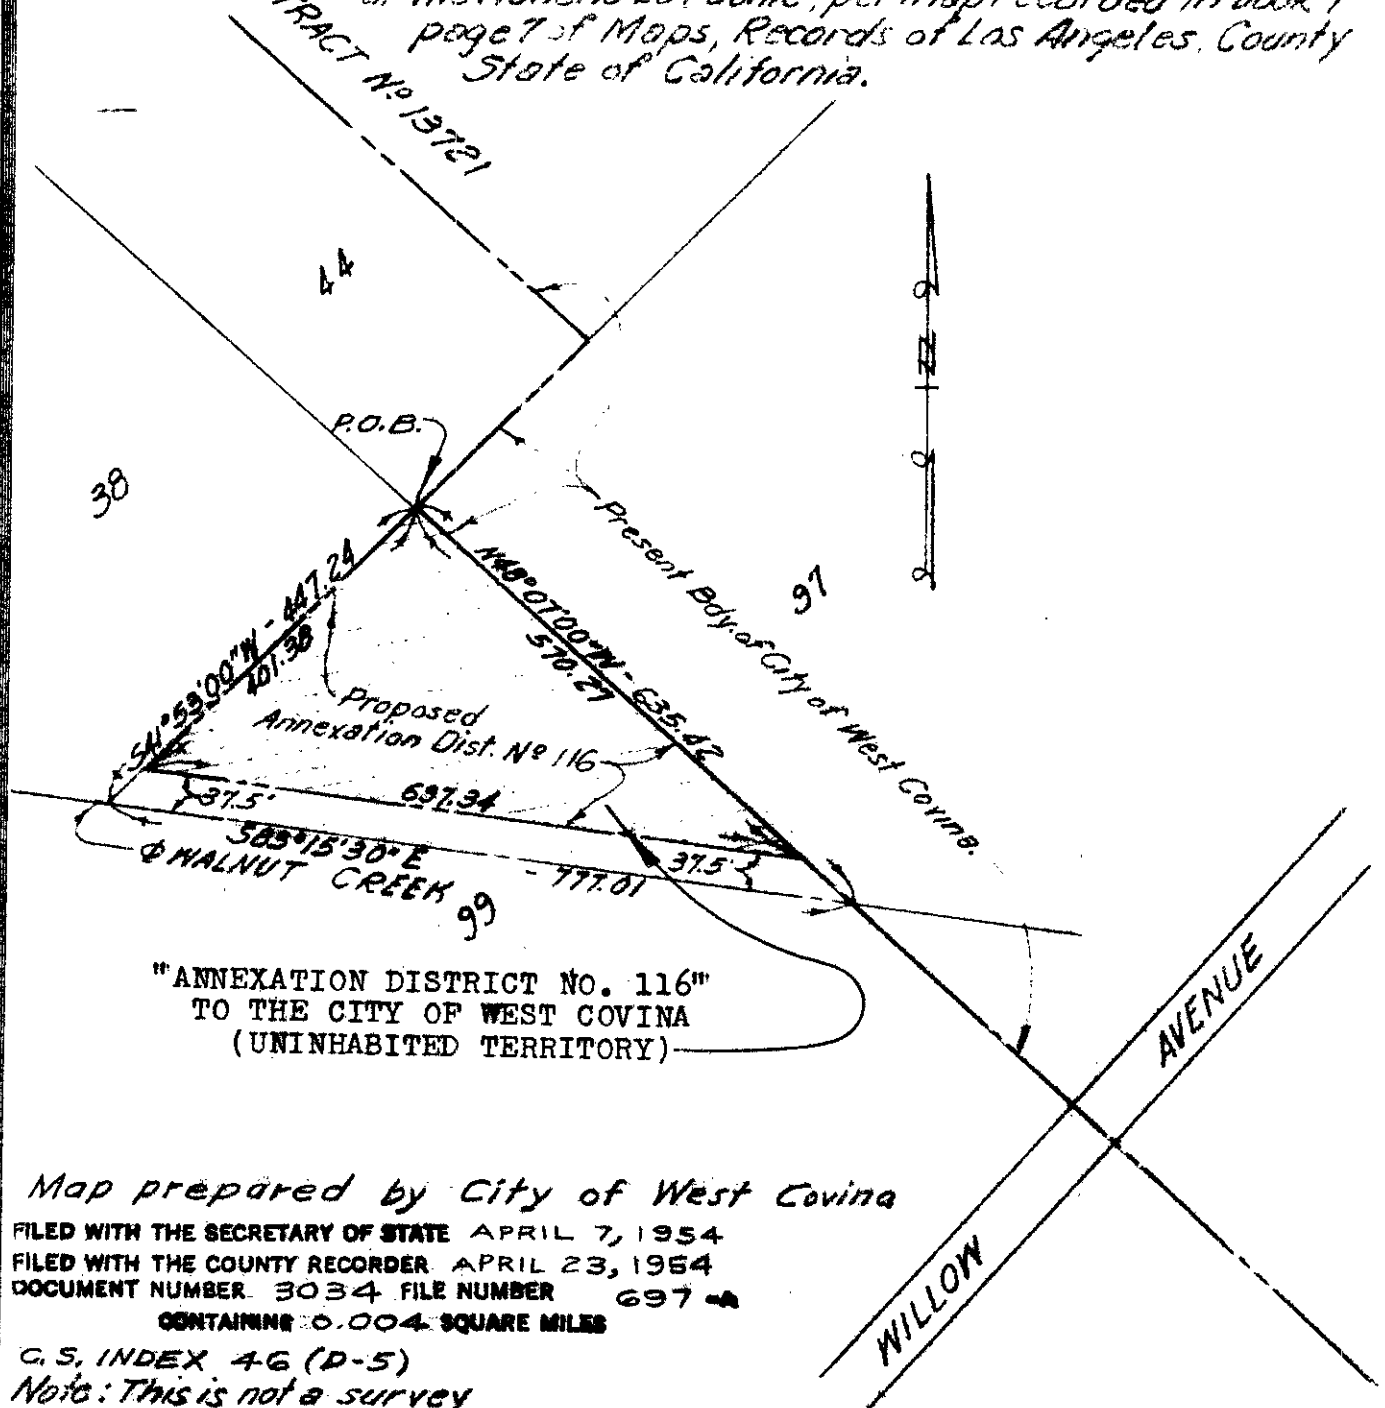 page 7 of Maps, Records of Los Angeles, County
State of California.
TRACT Nº 13721
44
P.O.B.
38
97
Present Bdy. of City of West Covina.
S41°53'00"W - 447.24
401.38
N48°07'00"W - 635.42
570.27
Proposed
Annexation Dist. Nº 116
37.5'
697.34
S83°15'30"E - 777.01
37.5'
WALNUT CREEK
99
"ANNEXATION DISTRICT NO. 116"
TO THE CITY OF WEST COVINA
(UNINHABITED TERRITORY)
WILLOW AVENUE
Map prepared by City of West Covina
FILED WITH THE SECRETARY OF STATE APRIL 7, 1954
FILED WITH THE COUNTY RECORDER APRIL 23, 1954
DOCUMENT NUMBER 3034 FILE NUMBER 697-A
CONTAINING 0.004 SQUARE MILES
C. S. INDEX 46 (D-5)
Note: This is not a survey